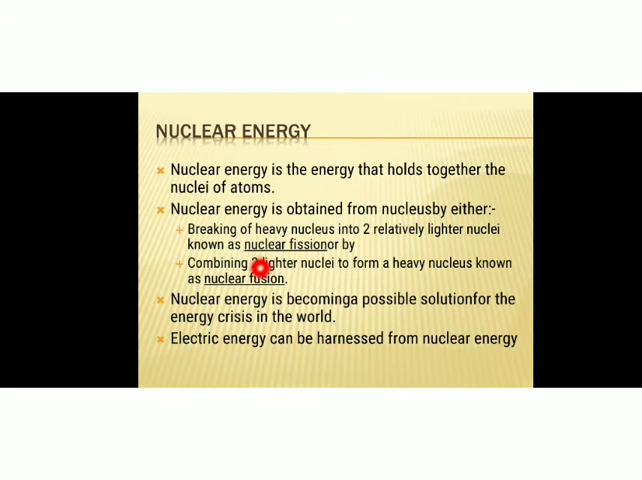 NUCLEAR ENERGY
Nuclear energy is the energy that holds together the
nuclei of atoms.
Nuclear energy is obtained from nucleusby either:-
Breaking of heavy nucleus into 2 relatively lighter nuclei
known as nuclear fissionor by
Combining 2 lighter nuclei to form a heavy nucleus known
as nuclear fusion.
Nuclear energy is becominga possible solutionfor the
energy crisis in the world.
Electric energy can be harnessed from nuclear energy